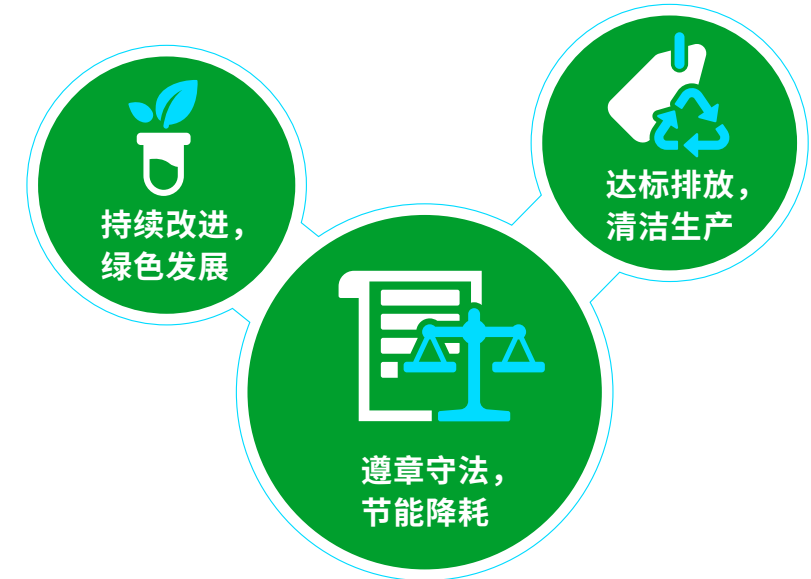 持续改进，
绿色发展
达标排放，
清洁生产
遵章守法，
节能降耗